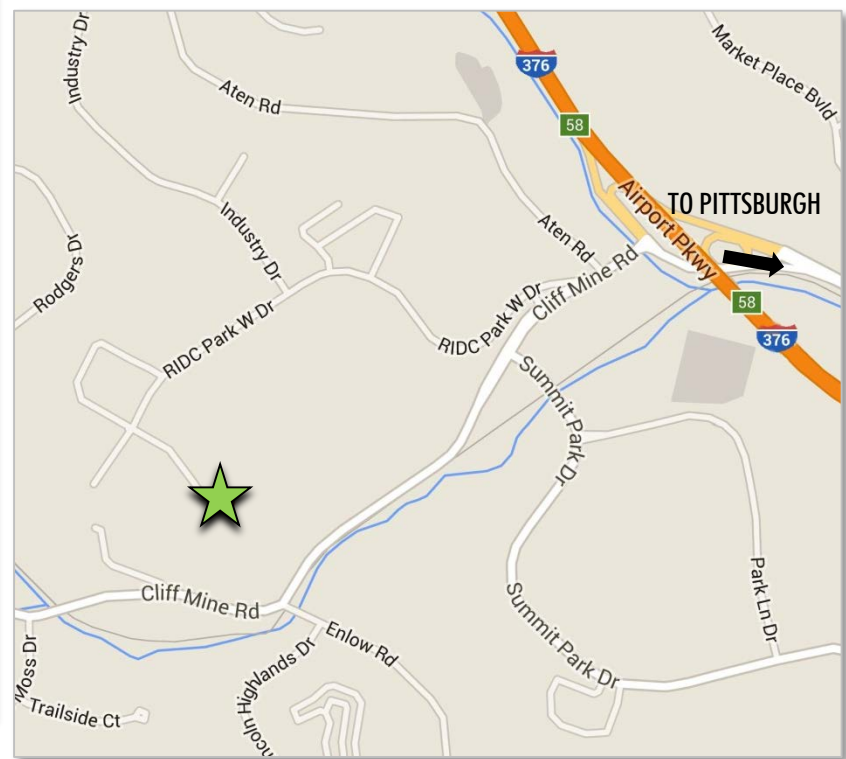 Industry Dr
Market Place Bvld
376
Aten Rd
58
TO PITTSBURGH
Airport Pkwy
Industry Dr
Aten Rd
Cliff Mine Rd
Rodgers Dr
RIDC Park W Dr
RIDC Park W Dr
58
376
Summit Park Dr
Cliff Mine Rd
Park Ln Dr
Summit Park Dr
Enlow Rd
Moss Dr
ncoln Highlands Dr
Trailside Ct